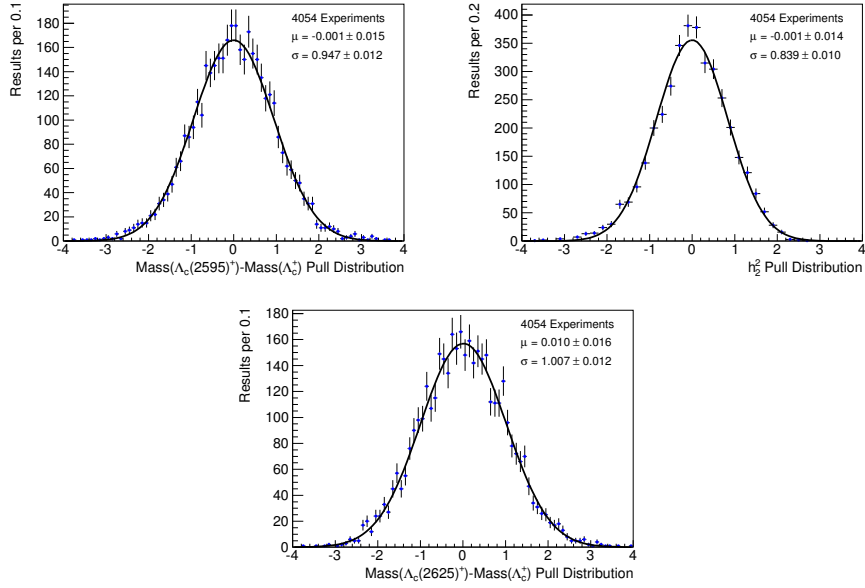 Results per 0.1
180
160
140
120
100
80
60
40
20
0
4054 Experiments
μ = -0.001 ± 0.015
σ = 0.947 ± 0.012
-4 -3 -2 -1 0 1 2 3 4
Mass(Λc(2595)⁺)-Mass(Λc⁺) Pull Distribution
Results per 0.2
400
350
300
250
200
150
100
50
0
4054 Experiments
μ = -0.001 ± 0.014
σ = 0.839 ± 0.010
-4 -3 -2 -1 0 1 2 3 4
h₂² Pull Distribution
Results per 0.1
180
160
140
120
100
80
60
40
20
0
4054 Experiments
μ = 0.010 ± 0.016
σ = 1.007 ± 0.012
-4 -3 -2 -1 0 1 2 3 4
Mass(Λc(2625)⁺)-Mass(Λc⁺) Pull Distribution